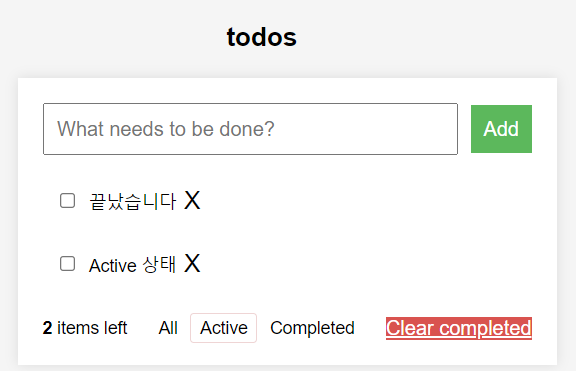 todos
What needs to be done? Add
끝났습니다 X
Active 상태 X
2 items left All Active Completed Clear completed